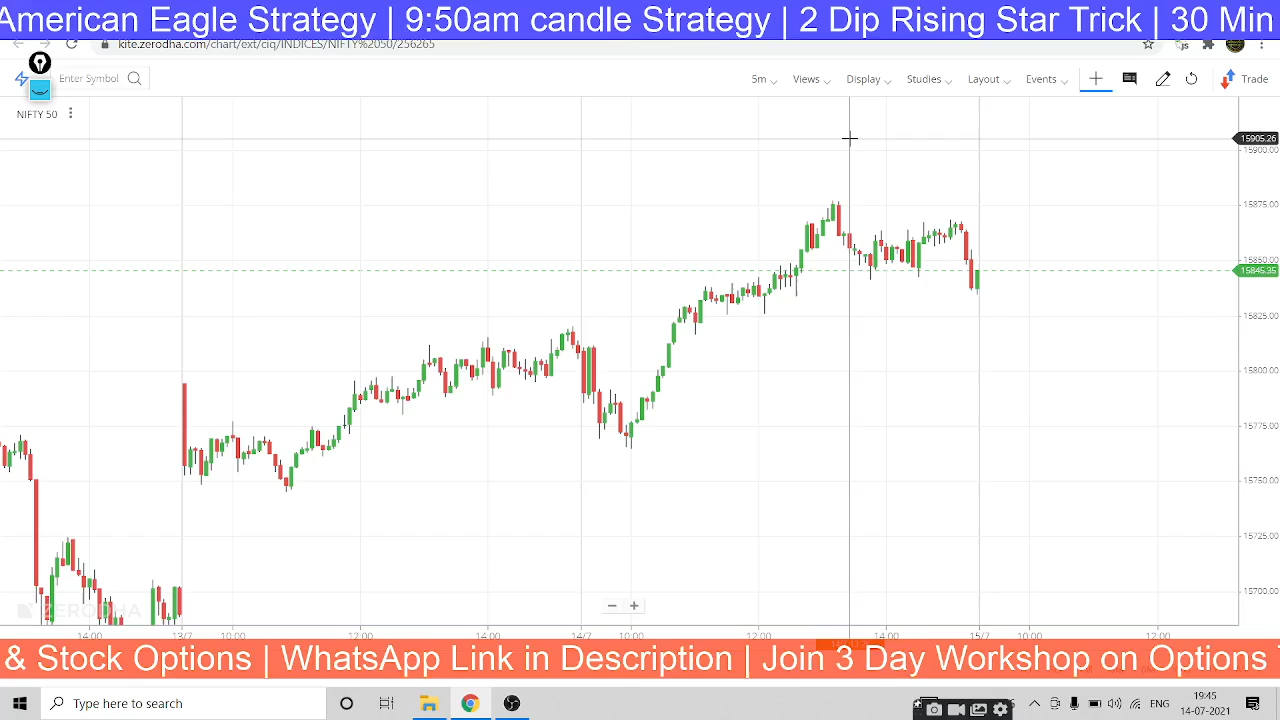 American Eagle Strategy | 9:50am candle Strategy | 2 Dip Rising Star Trick | 30 Min
kite.zerodha.com/chart/ext/ciq/INDICES/NIFTY%2050/256265
Enter Symbol
5m Views Display Studies Layout Events Trade
NIFTY 50
15905.26
15900.00
15875.00
15850.00
15845.35
15825.00
15800.00
15775.00
15750.00
15725.00
15700.00
ZERODHA
14:00 13/7 10:00 12:00 14:00 14/7 10:00 12:00 14:00 15/7 10:00 12:00
& Stock Options | WhatsApp Link in Description | Join 3 Day Workshop on Options
Type here to search
ENG
19:45
14-07-2021